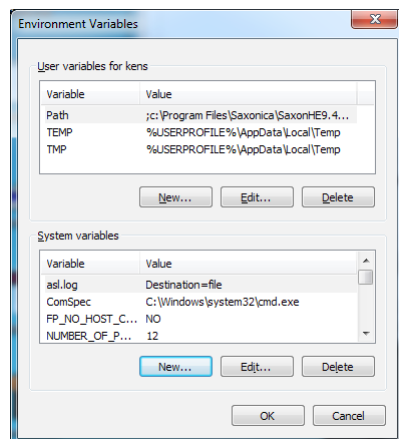 Environment Variables
User variables for kens
Variable Value
Path ;c:\Program Files\Saxonica\SaxonHE9.4...
TEMP %USERPROFILE%\AppData\Local\Temp
TMP %USERPROFILE%\AppData\Local\Temp
New... Edit... Delete
System variables
Variable Value
asl.log Destination=file
ComSpec C:\Windows\system32\cmd.exe
FP_NO_HOST_C... NO
NUMBER_OF_P... 12
New... Edit... Delete
OK Cancel